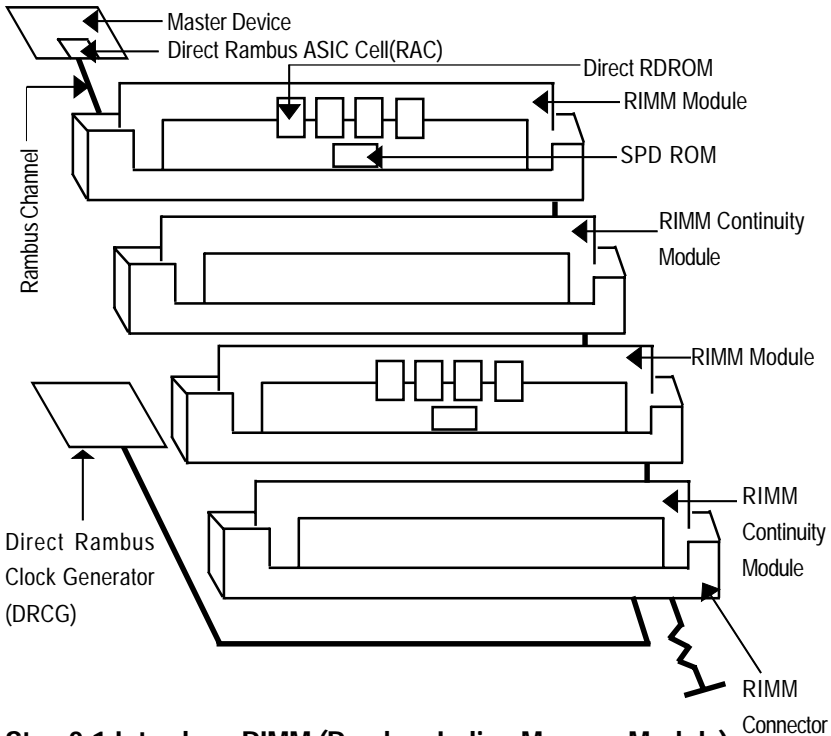 Master Device
Direct Rambus ASIC Cell(RAC)
Direct RDROM
RIMM Module
SPD ROM
Rambus Channel
RIMM Continuity
Module
RIMM Module
RIMM
Continuity
Module
Direct Rambus
Clock Generator
(DRCG)
RIMM
Connector